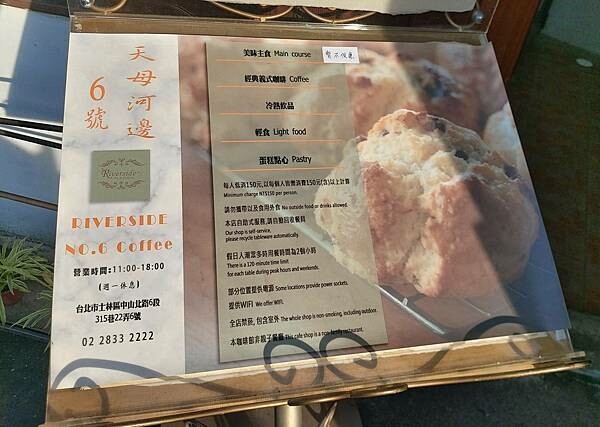 天母河邊
6號
Riverside
RIVERSIDE
NO.6 Coffee
營業時間:11:00-18:00
(週一休息)
台北市士林區中山北路6段
315巷22弄6號
02 2833 2222
美味主食 Main course 暫不供應
經典義式咖啡 Coffee
冷熱飲品
輕食 Light food
蛋糕點心 Pastry
每人低消150元,以每個人皆需消費150元(含)以上計算
Minimum charge NT$150 per person.
請勿攜帶以及食用外食 No outside food or drinks allowed.
本店自助式服務,請自動回收餐具
Our shop is self-service,
please recycle tableware automatically.
假日人潮眾多時用餐時間為2個小時
There is a 120-minute time limit
for each table during peak hours and weekends.
部分位置提供電源 Some locations provide power sockets.
提供WIFI We offer WIFI.
全店禁菸, 包含室外 The whole shop is non-smoking, including outdoor.
本咖啡館非親子餐廳 This cafe shop is a non-family restaurant.